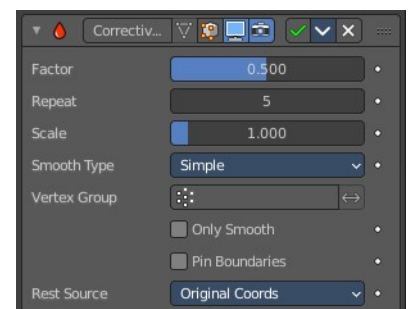 Correctiv...
Factor 0.500
Repeat 5
Scale 1.000
Smooth Type Simple
Vertex Group
Only Smooth
Pin Boundaries
Rest Source Original Coords